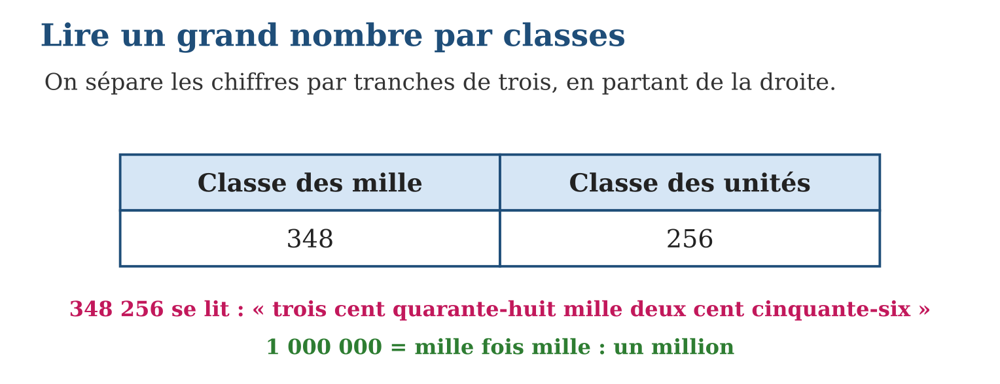 Lire un grand nombre par classes
On sépare les chiffres par tranches de trois, en partant de la droite.
Classe des mille Classe des unités
348 256
348 256 se lit : « trois cent quarante-huit mille deux cent cinquante-six »
1 000 000 = mille fois mille : un million